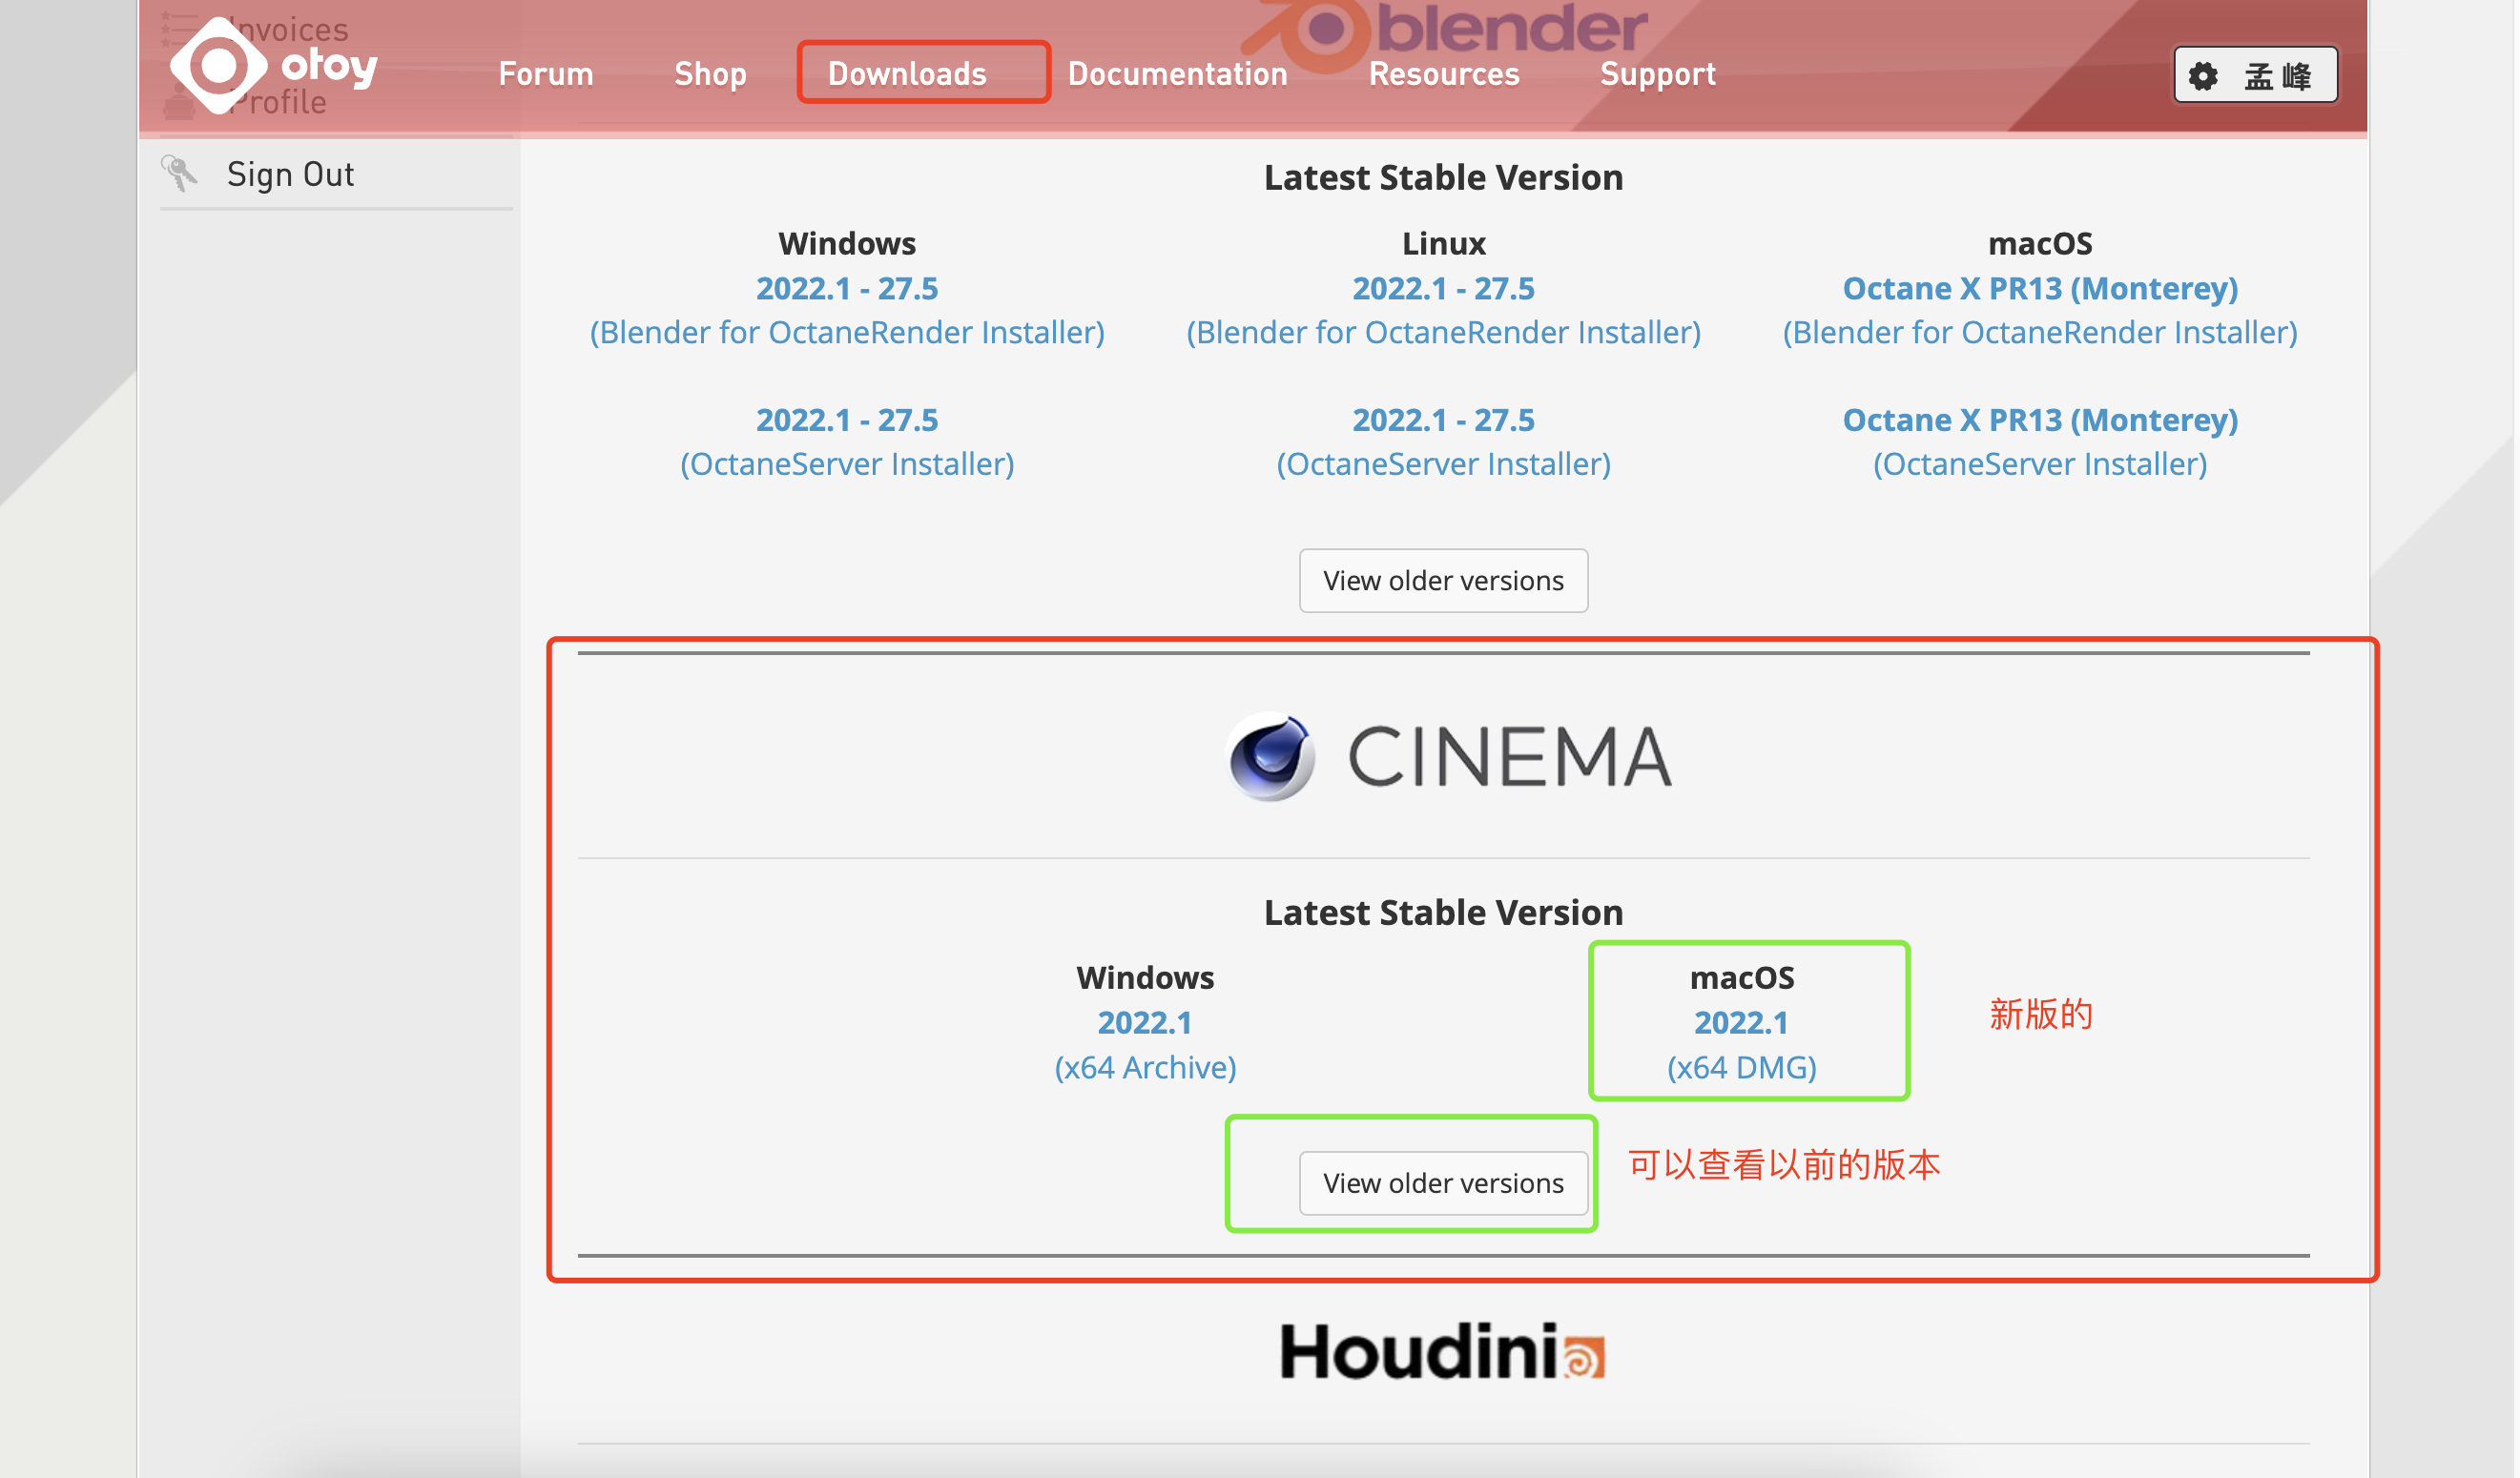 Invoices
otoy
Forum
Shop
Downloads
Documentation
Resources
Support
孟 峰
blender
Profile
Sign Out
Latest Stable Version
Windows
2022.1 - 27.5
(Blender for OctaneRender Installer)
2022.1 - 27.5
(OctaneServer Installer)
Linux
2022.1 - 27.5
(Blender for OctaneRender Installer)
2022.1 - 27.5
(OctaneServer Installer)
macOS
Octane X PR13 (Monterey)
(Blender for OctaneRender Installer)
Octane X PR13 (Monterey)
(OctaneServer Installer)
View older versions
CINEMA
Latest Stable Version
Windows
2022.1
(x64 Archive)
macOS
2022.1
(x64 DMG)
新版的
View older versions
可以查看以前的版本
Houdini